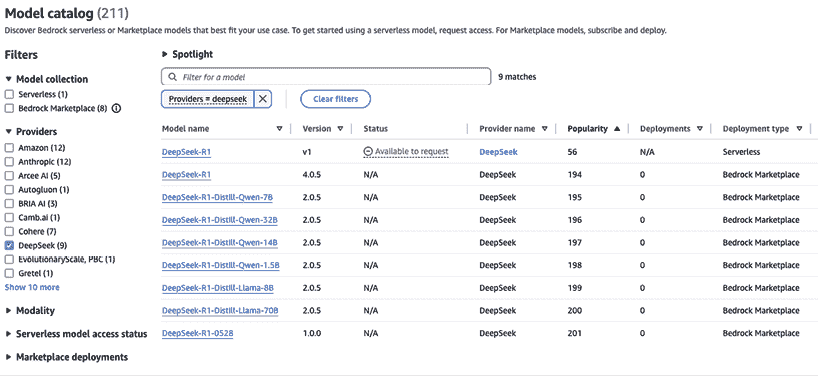 Model catalog (211)
Discover Bedrock serverless or Marketplace models that best fit your use case. To get started using a serverless model, request access. For Marketplace models, subscribe and deploy.
Filters
Model collection
Serverless (1)
Bedrock Marketplace (8)
Providers
Amazon (12)
Anthropic (12)
Arcee AI (5)
Autogluon (1)
BRIA AI (3)
Camb.ai (1)
Cohere (7)
DeepSeek (9)
EvolutionaryScale, PBC (1)
Gretel (1)
Show 10 more
Modality
Serverless model access status
Marketplace deployments
Spotlight
Filter for a model 9 matches
Providers = deepseek Clear filters
Model name Version Status Provider name Popularity Deployments Deployment type
DeepSeek-R1 v1 Available to request DeepSeek 56 N/A Serverless
DeepSeek-R1 4.0.5 N/A DeepSeek 194 0 Bedrock Marketplace
DeepSeek-R1-Distill-Qwen-7B 2.0.5 N/A DeepSeek 195 0 Bedrock Marketplace
DeepSeek-R1-Distill-Qwen-32B 2.0.5 N/A DeepSeek 196 0 Bedrock Marketplace
DeepSeek-R1-Distill-Qwen-14B 2.0.5 N/A DeepSeek 197 0 Bedrock Marketplace
DeepSeek-R1-Distill-Qwen-1.5B 2.0.5 N/A DeepSeek 198 0 Bedrock Marketplace
DeepSeek-R1-Distill-Llama-8B 2.0.5 N/A DeepSeek 199 0 Bedrock Marketplace
DeepSeek-R1-Distill-Llama-70B 2.0.5 N/A DeepSeek 200 0 Bedrock Marketplace
DeepSeek-R1-0528 1.0.0 N/A DeepSeek 201 0 Bedrock Marketplace